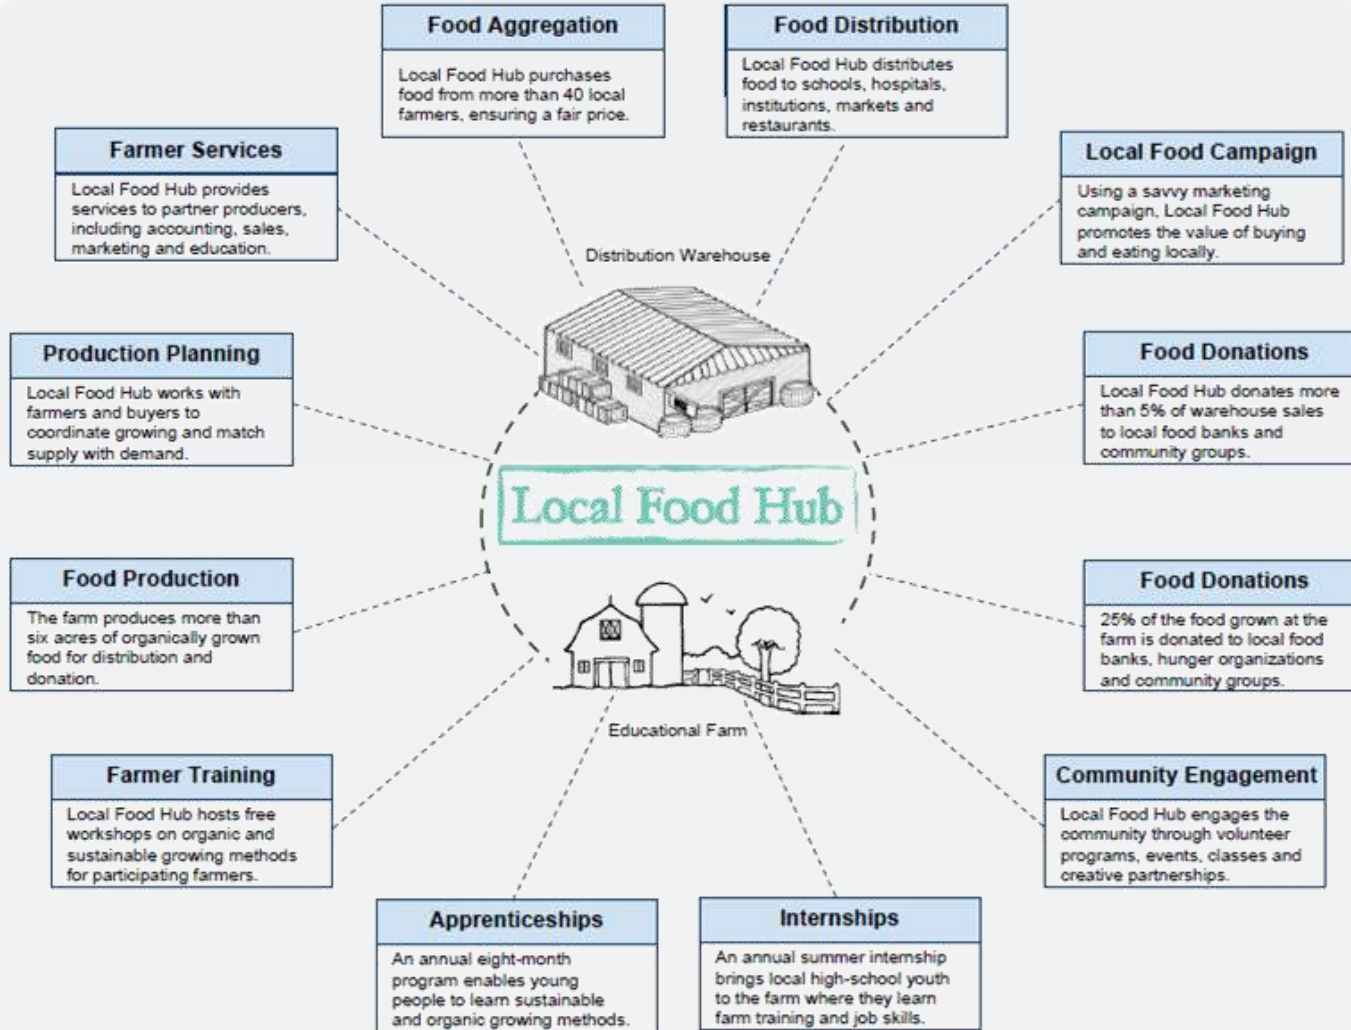 Food Aggregation
Local Food Hub purchases
food from more than 40 local
farmers, ensuring a fair price.
Food Distribution
Local Food Hub distributes
food to schools, hospitals,
institutions, markets and
restaurants.
Farmer Services
Local Food Hub provides
services to partner producers,
including accounting, sales,
marketing and education.
Local Food Campaign
Using a savvy marketing
campaign, Local Food Hub
promotes the value of buying
and eating locally.
Distribution Warehouse
Production Planning
Local Food Hub works with
farmers and buyers to
coordinate growing and match
supply with demand.
Food Donations
Local Food Hub donates more
than 5% of warehouse sales
to local food banks and
community groups.
Local Food Hub
Food Production
The farm produces more than
six acres of organically grown
food for distribution and
donation.
Food Donations
25% of the food grown at the
farm is donated to local food
banks, hunger organizations
and community groups.
Educational Farm
Farmer Training
Local Food Hub hosts free
workshops on organic and
sustainable growing methods
for participating farmers.
Community Engagement
Local Food Hub engages the
community through volunteer
programs, events, classes and
creative partnerships.
Apprenticeships
An annual eight-month
program enables young
people to learn sustainable
and organic growing methods.
Internships
An annual summer internship
brings local high-school youth
to the farm where they learn
farm training and job skills.